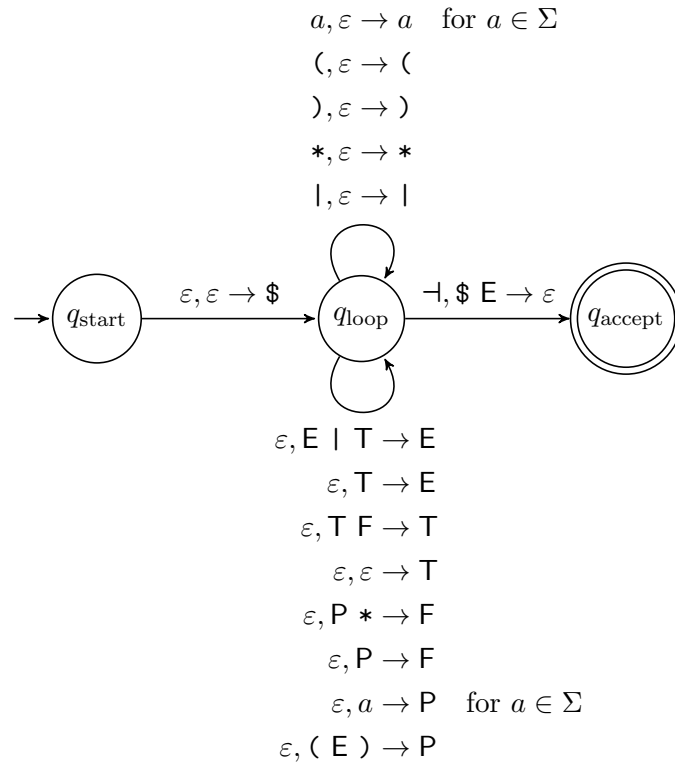 a, ε → a for a ∈ Σ
(, ε → (
), ε → )
*, ε → *
|, ε → |
q_start
ε, ε → $
q_loop
⊣, $ E → ε
q_accept
ε, E | T → E
ε, T → E
ε, T F → T
ε, ε → T
ε, P * → F
ε, P → F
ε, a → P for a ∈ Σ
ε, ( E ) → P